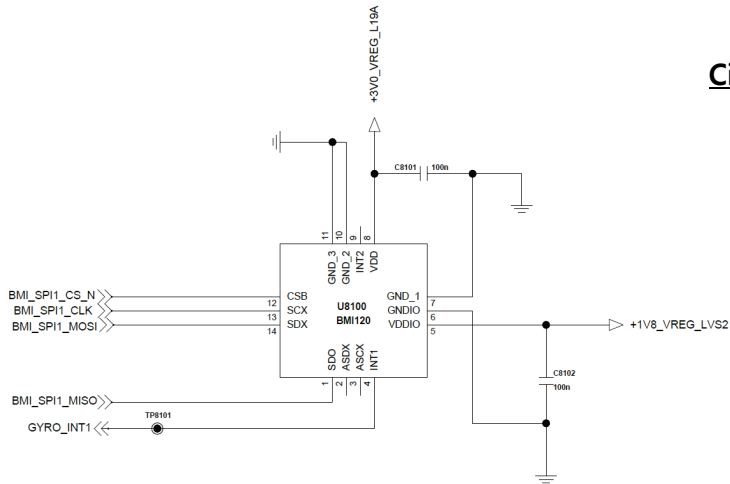 +3V0_VREG_L19A
Ci
C8101 100n
11 10 9 8
GND_3 GND_2 INT2 VDD
BMI_SPI1_CS_N
BMI_SPI1_CLK
BMI_SPI1_MOSI
12
13
14
CSB
SCX
SDX
U8100
BMI120
GND_1
GNDIO
VDDIO
7
6
5
+1V8_VREG_LVS2
SDO ASDX ASCX INT1
1 2 3 4
C8102
100n
BMI_SPI1_MISO
TP8101
GYRO_INT1